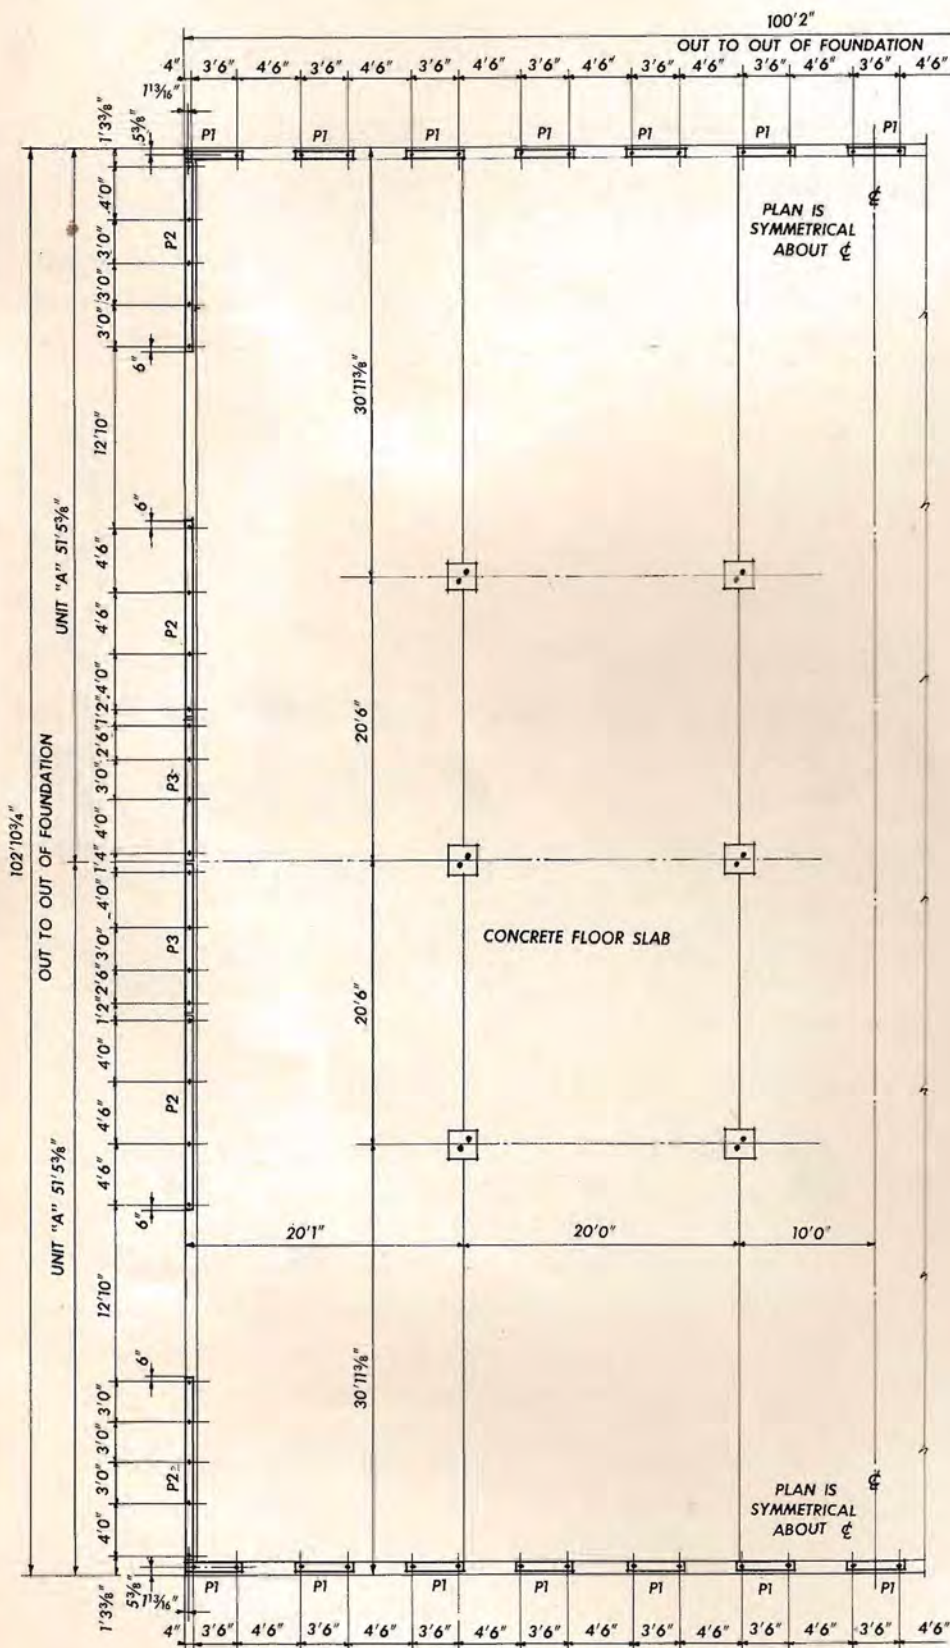 100'2"
OUT TO OUT OF FOUNDATION
4" 3'6" 4'6" 3'6" 4'6" 3'6" 4'6" 3'6" 4'6" 3'6" 4'6" 3'6" 4'6" 3'6" 4'6"
1 13/16"
1'3 3/8"
5 3/8"
P1 P1 P1 P1 P1 P1 P1
PLAN IS
SYMMETRICAL
ABOUT ℄
℄
4'0"
3'0"
3'0"
3'0"
P2
6"
12'10"
6"
30'11 3/8"
UNIT "A" 51'5 3/8"
4'6"
4'6"
P2
4'0"
1'2"
2'6"
3'0"
P3
4'0"
1'4"
20'6"
102'10 3/4"
OUT TO OUT OF FOUNDATION
4'0"
3'0"
P3
2'6"
1'2"
CONCRETE FLOOR SLAB
20'6"
4'0"
4'6"
P2
4'6"
6"
UNIT "A" 51'5 3/8"
20'1" 20'0" 10'0"
12'10"
6"
30'11 3/8"
3'0"
3'0"
3'0"
P2
4'0"
℄
PLAN IS
SYMMETRICAL
ABOUT ℄
1'3 3/8"
5 3/8"
1 13/16"
P1 P1 P1 P1 P1 P1 P1
4" 3'6" 4'6" 3'6" 4'6" 3'6" 4'6" 3'6" 4'6" 3'6" 4'6" 3'6" 4'6" 3'6" 4'6"